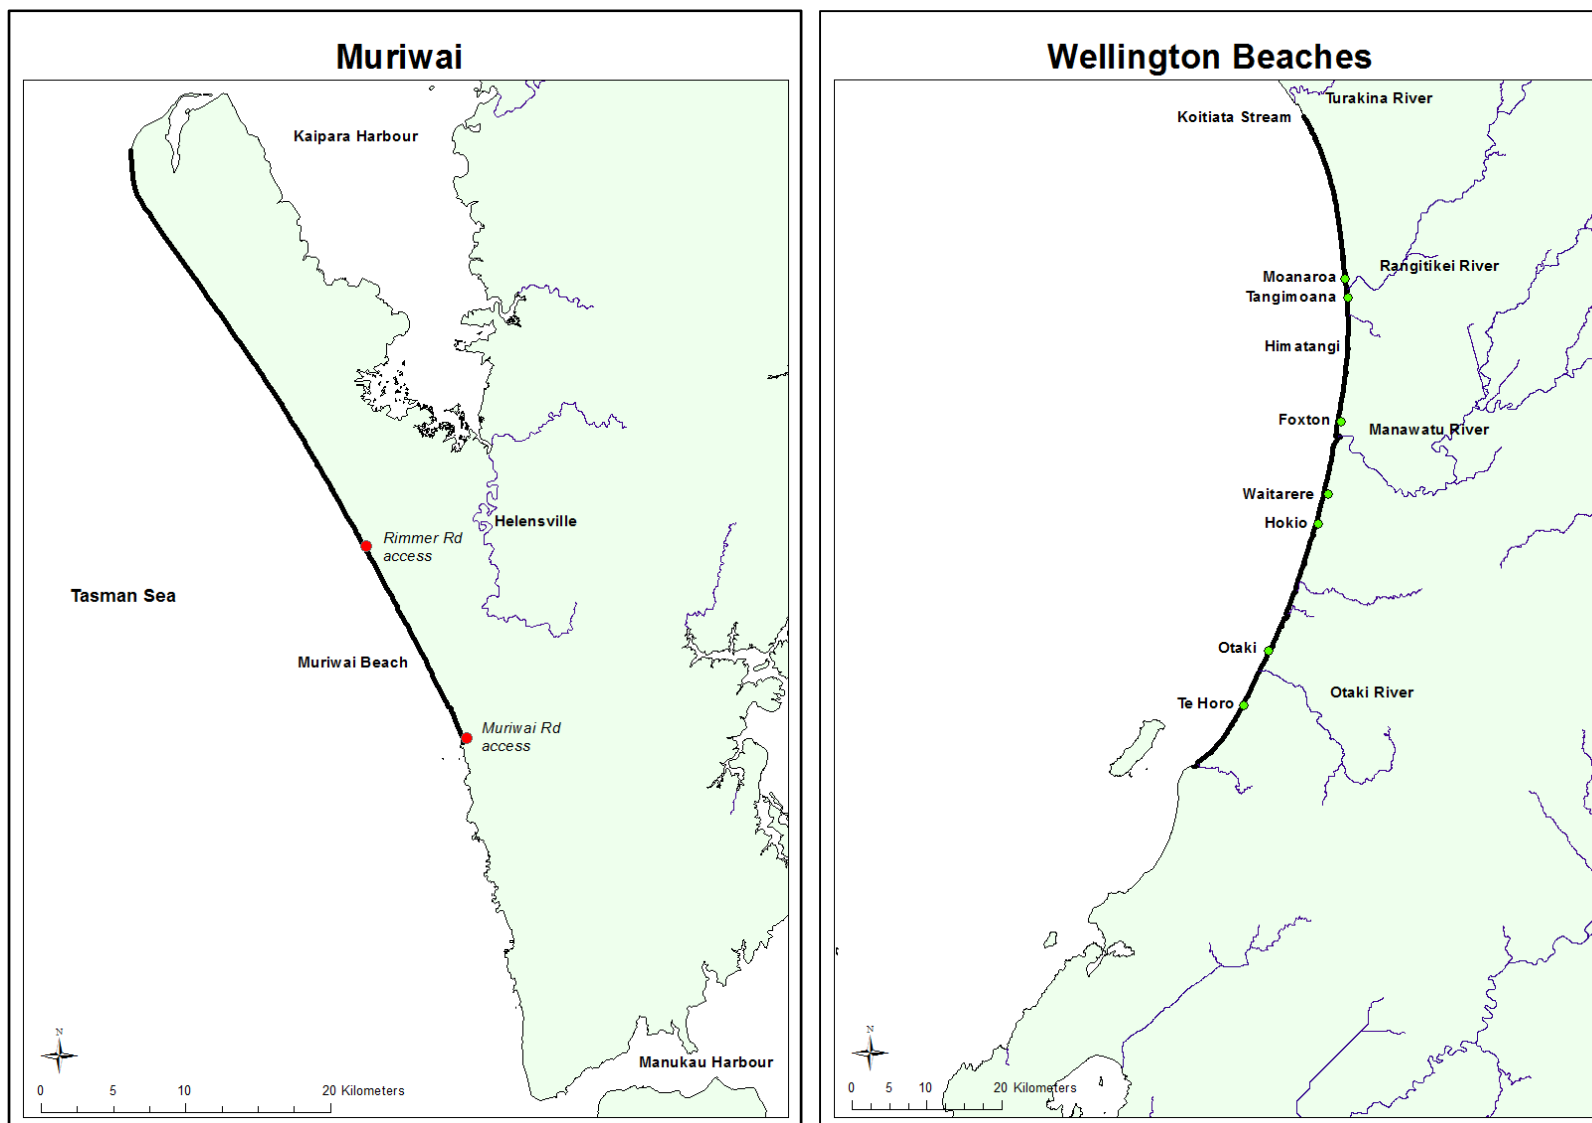 Muriwai
Kaipara Harbour
Helensville
Rimmer Rd
access
Tasman Sea
Muriwai Beach
Muriwai Rd
access
Manukau Harbour
N
0 5 10 20 Kilometers
Wellington Beaches
Turakina River
Koitiata Stream
Rangitikei River
Moanaroa
Tangimoana
Himatangi
Foxton
Manawatu River
Waitarere
Hokio
Otaki
Otaki River
Te Horo
N
0 5 10 20 Kilometers